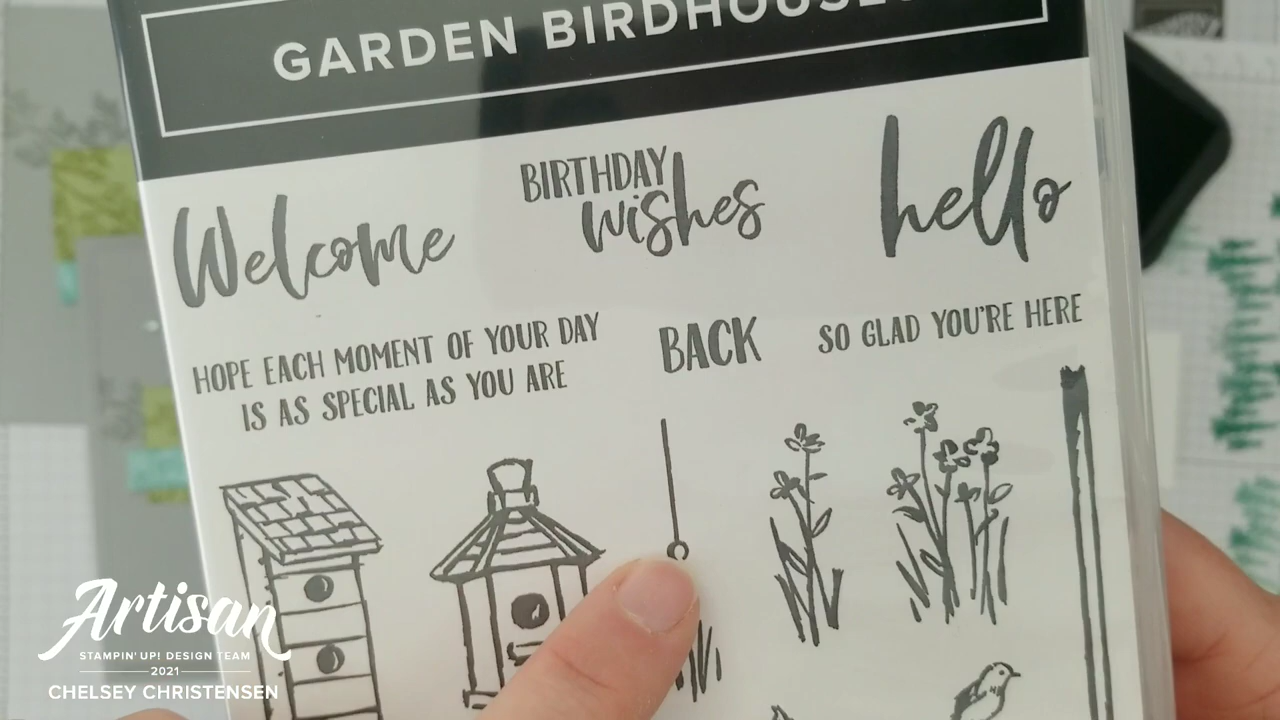 GARDEN BIRDHOUSES
Welcome
BIRTHDAY
wishes
hello
HOPE EACH MOMENT OF YOUR DAY
IS AS SPECIAL AS YOU ARE
BACK
SO GLAD YOU'RE HERE
Artisan
STAMPIN' UP! DESIGN TEAM
2021
CHELSEY CHRISTENSEN